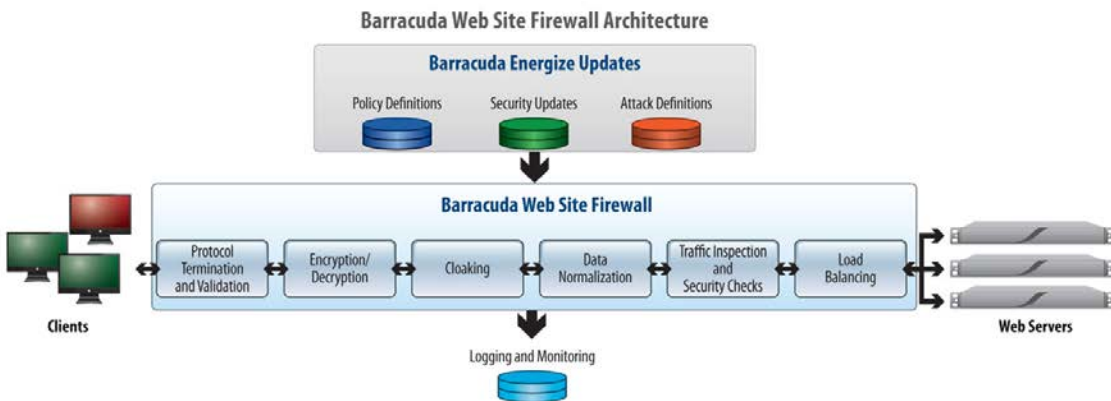 Barracuda Web Site Firewall Architecture
Barracuda Energize Updates
Policy Definitions
Security Updates
Attack Definitions
Barracuda Web Site Firewall
Protocol
Termination
and Validation
Encryption/
Decryption
Cloaking
Data
Normalization
Traffic Inspection
and
Security Checks
Load
Balancing
Clients
Web Servers
Logging and Monitoring